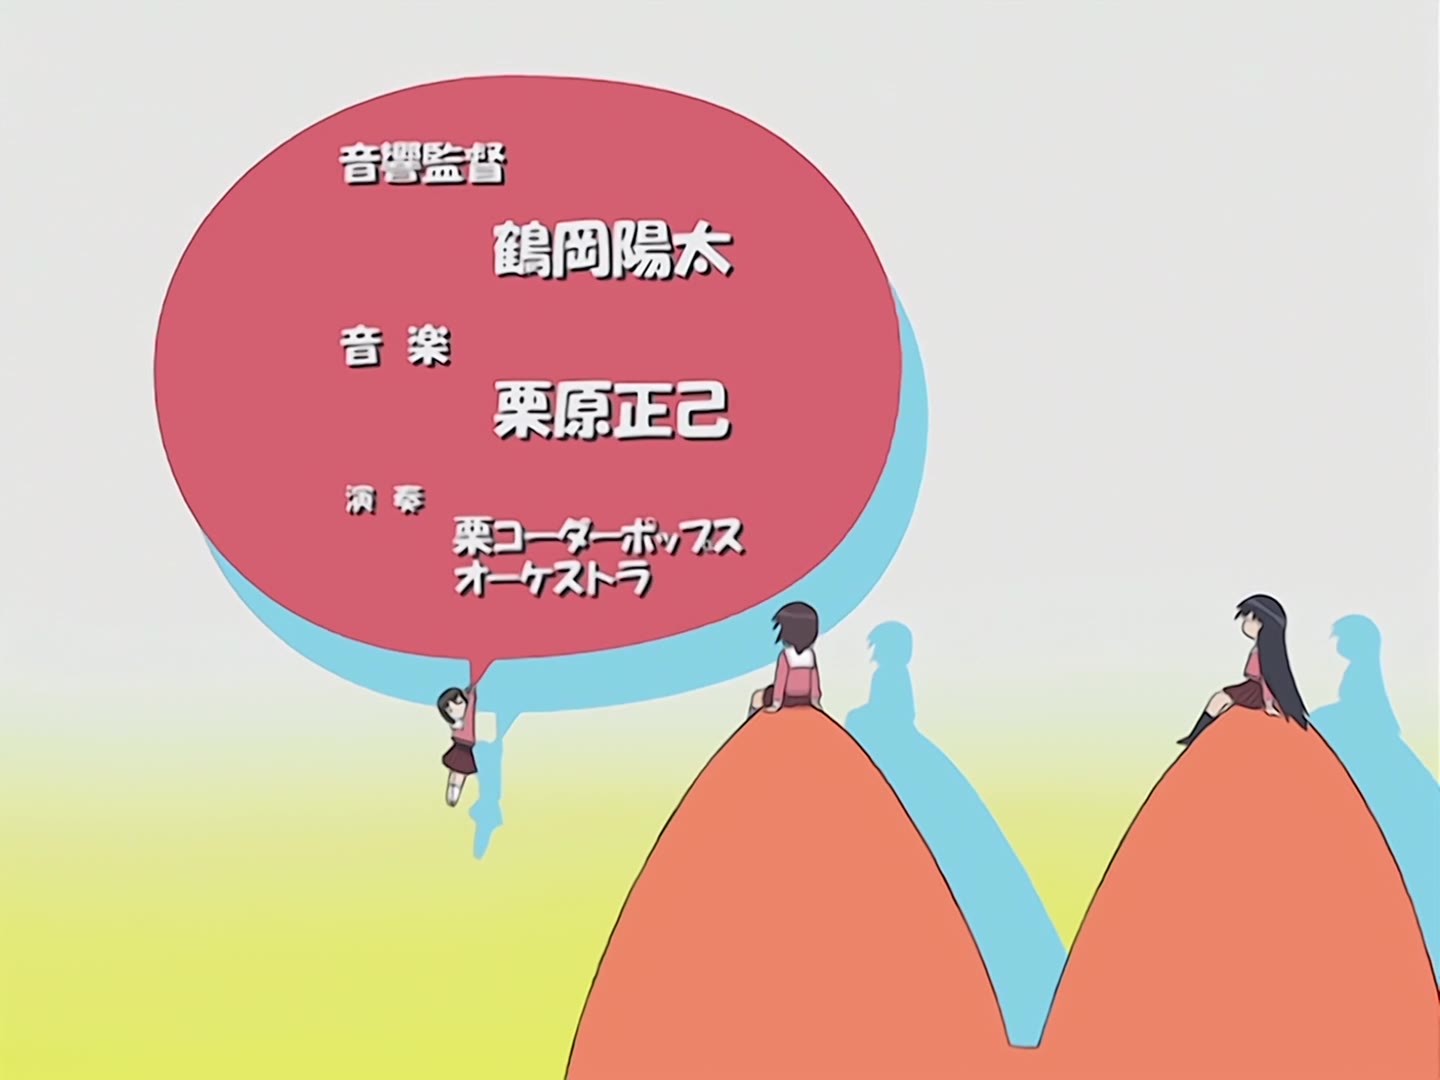 音響監督
鶴岡陽太
音楽
栗原正己
演奏
栗コーダーポップス
オーケストラ